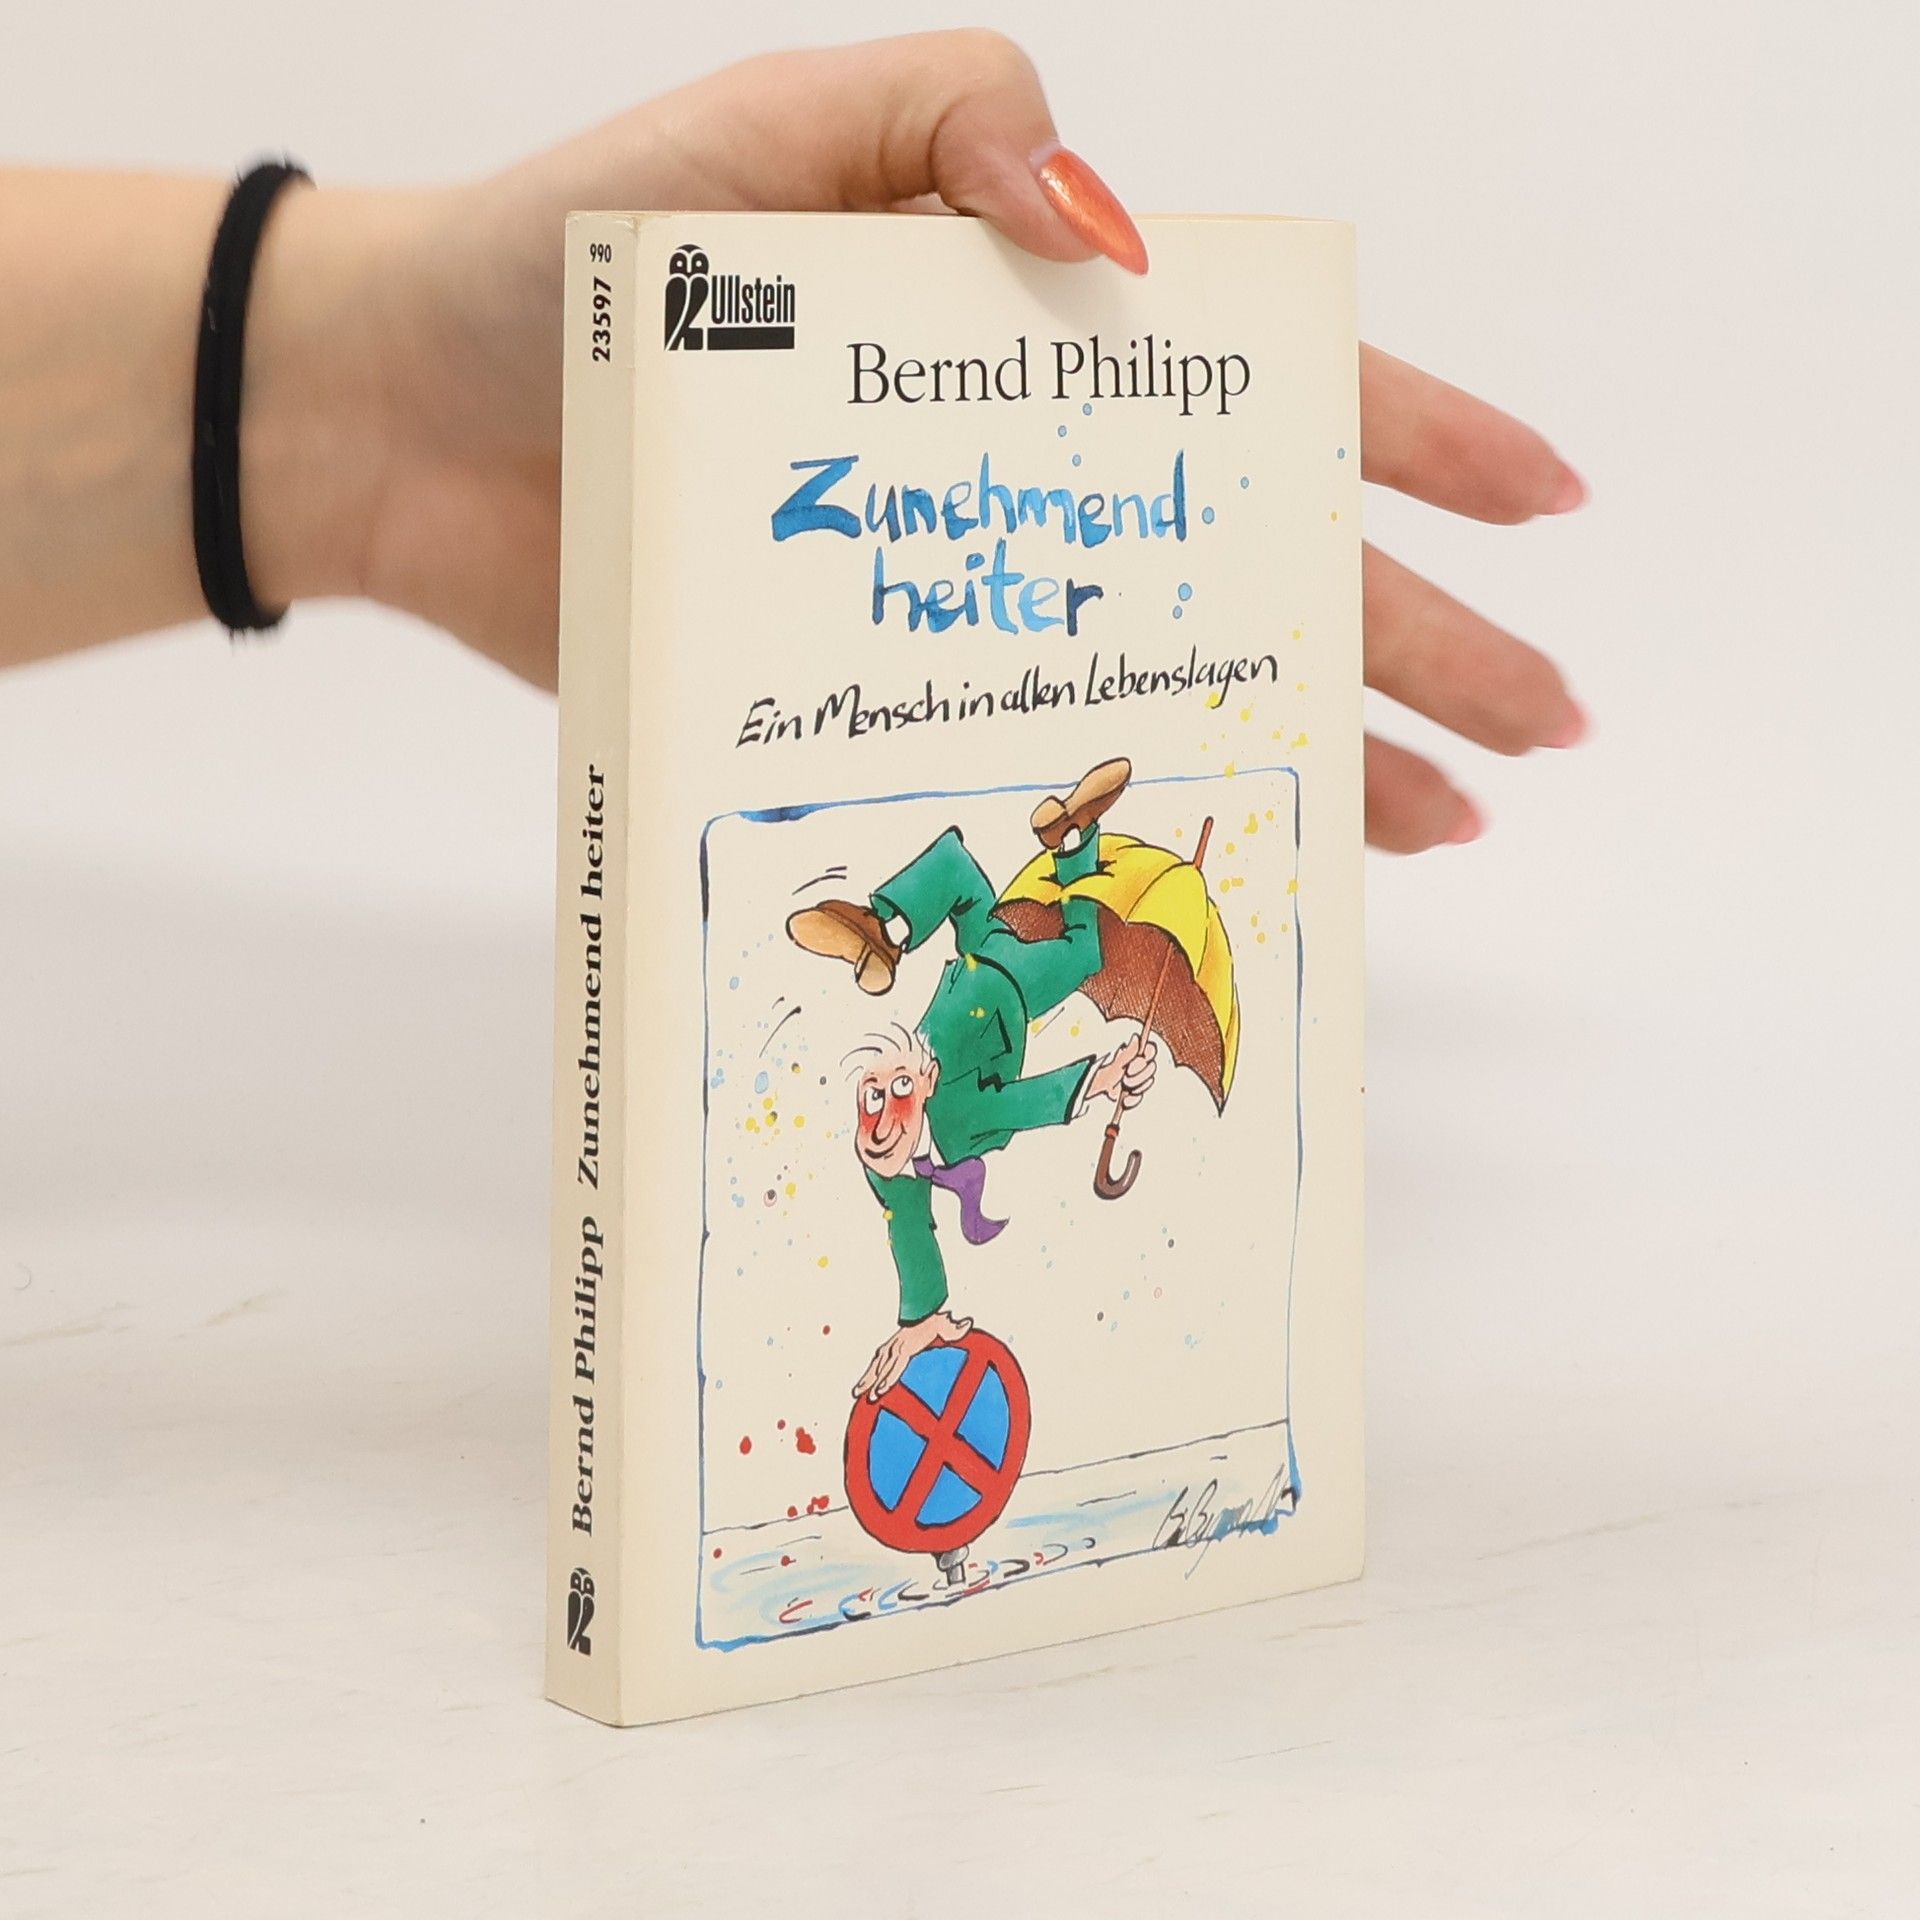 990
23597
Bernd Philipp Zunehmend heiter
Ullstein
Bernd Philipp
Zunehmend
heiter
Ein Mensch in allen Lebenslagen